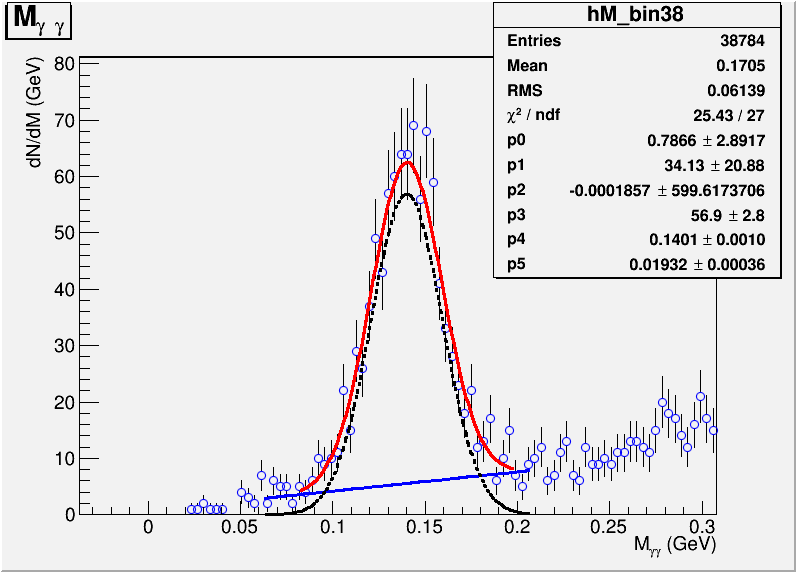 Mγ γ
hM_bin38
Entries 38784
Mean 0.1705
RMS 0.06139
χ² / ndf 25.43 / 27
p0 0.7866 ± 2.8917
p1 34.13 ± 20.88
p2 -0.0001857 ± 599.6173706
p3 56.9 ± 2.8
p4 0.1401 ± 0.0010
p5 0.01932 ± 0.00036
dN/dM (GeV)
80
70
60
50
40
30
20
10
0
0 0.05 0.1 0.15 0.2 0.25 0.3
Mγγ (GeV)